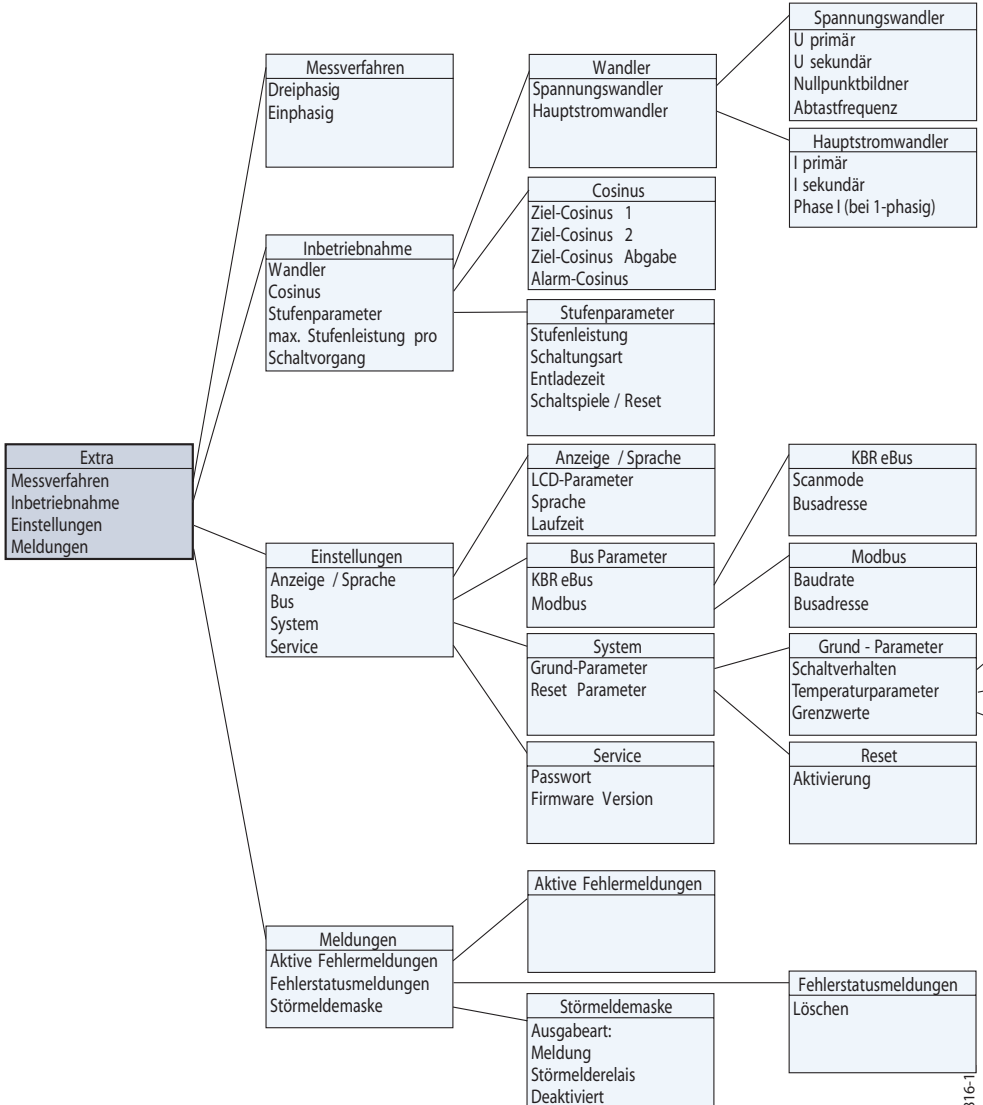 Spannungswandler
U primär
U sekundär
Nullpunktbildner
Abtastfrequenz
Messverfahren
Dreiphasig
Einphasig
Wandler
Spannungswandler
Hauptstromwandler
Hauptstromwandler
I primär
I sekundär
Phase I (bei 1-phasig)
Cosinus
Ziel-Cosinus 1
Ziel-Cosinus 2
Ziel-Cosinus Abgabe
Alarm-Cosinus
Inbetriebnahme
Wandler
Cosinus
Stufenparameter
max. Stufenleistung pro
Schaltvorgang
Stufenparameter
Stufenleistung
Schaltungsart
Entladezeit
Schaltspiele / Reset
Extra
Messverfahren
Inbetriebnahme
Einstellungen
Meldungen
Anzeige / Sprache
LCD-Parameter
Sprache
Laufzeit
KBR eBus
Scanmode
Busadresse
Einstellungen
Anzeige / Sprache
Bus
System
Service
Bus Parameter
KBR eBus
Modbus
Modbus
Baudrate
Busadresse
System
Grund-Parameter
Reset Parameter
Grund - Parameter
Schaltverhalten
Temperaturparameter
Grenzwerte
Service
Passwort
Firmware Version
Reset
Aktivierung
Aktive Fehlermeldungen
Meldungen
Aktive Fehlermeldungen
Fehlerstatusmeldungen
Störmeldemaske
Fehlerstatusmeldungen
Löschen
Störmeldemaske
Ausgabeart:
Meldung
Störmelderelais
Deaktiviert